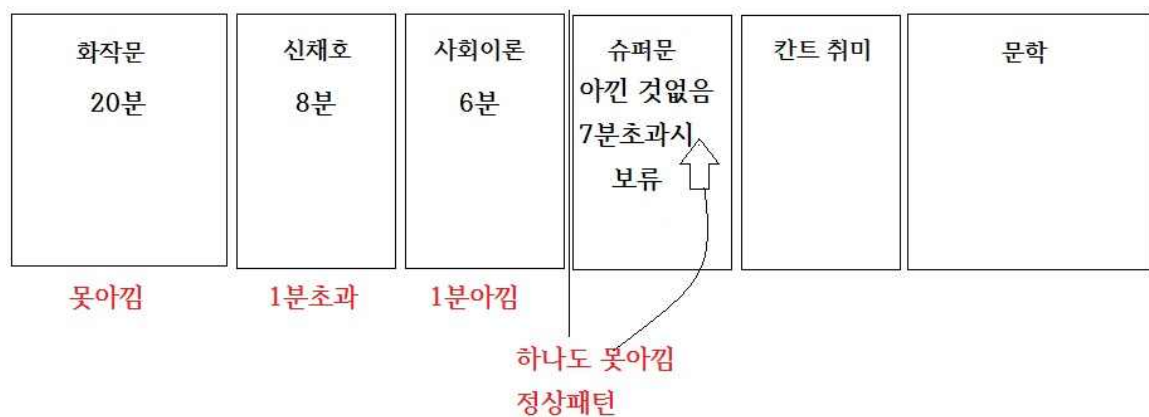 화작문
20분
신채호
8분
사회이론
6분
슈퍼문
아낀 것없음
7분초과시
보류
칸트 취미
문학
못아낌
1분초과
1분아낌
하나도 못아낌
정상패턴